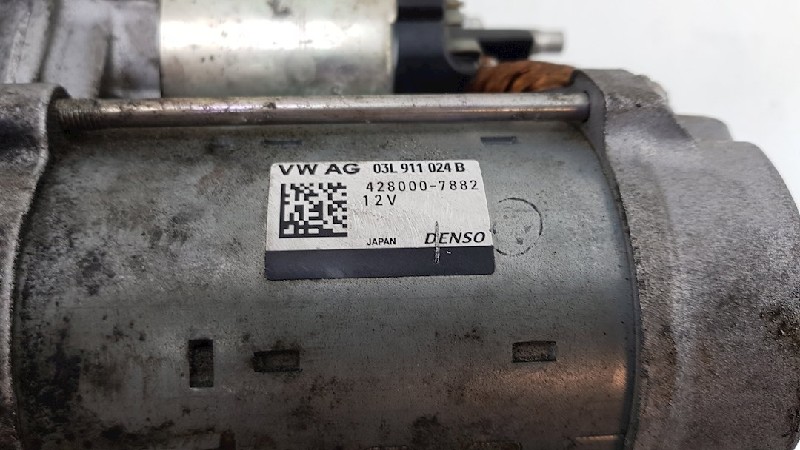 VW AG 03L 911 024 B
428000-7882
12V
JAPAN DENSO